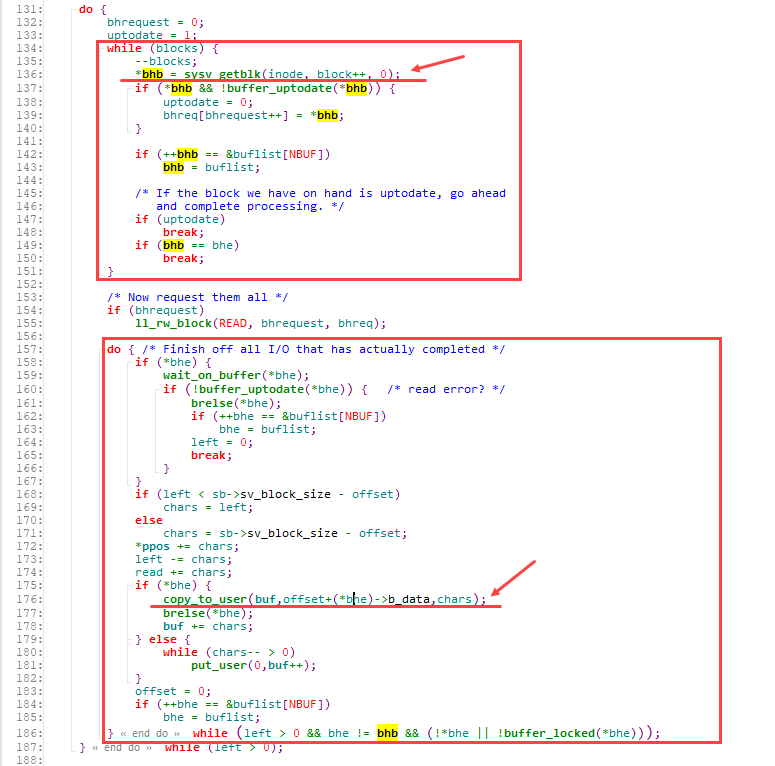 131: do {
132: bhrequest = 0;
133: uptodate = 1;
134: while (blocks) {
135: --blocks;
136: *bhb = sysv_getblk(inode, block++, 0);
137: if (*bhb && !buffer_uptodate(*bhb)) {
138: uptodate = 0;
139: bhreq[bhrequest++] = *bhb;
140: }
141:
142: if (++bhb == &buflist[NBUF])
143: bhb = buflist;
144:
145: /* If the block we have on hand is uptodate, go ahead
146: and complete processing. */
147: if (uptodate)
148: break;
149: if (bhb == bhe)
150: break;
151: }
152:
153: /* Now request them all */
154: if (bhrequest)
155: ll_rw_block(READ, bhrequest, bhreq);
156:
157: do { /* Finish off all I/O that has actually completed */
158: if (*bhe) {
159: wait_on_buffer(*bhe);
160: if (!buffer_uptodate(*bhe)) { /* read error? */
161: brelse(*bhe);
162: if (++bhe == &buflist[NBUF])
163: bhe = buflist;
164: left = 0;
165: break;
166: }
167: }
168: if (left < sb->sv_block_size - offset)
169: chars = left;
170: else
171: chars = sb->sv_block_size - offset;
172: *ppos += chars;
173: left -= chars;
174: read += chars;
175: if (*bhe) {
176: copy_to_user(buf,offset+(*bhe)->b_data,chars);
177: brelse(*bhe);
178: buf += chars;
179: } else {
180: while (chars-- > 0)
181: put_user(0,buf++);
182: }
183: offset = 0;
184: if (++bhe == &buflist[NBUF])
185: bhe = buflist;
186: } « end do » while (left > 0 && bhe != bhb && (!*bhe || !buffer_locked(*bhe)));
187: } « end do » while (left > 0);
188: